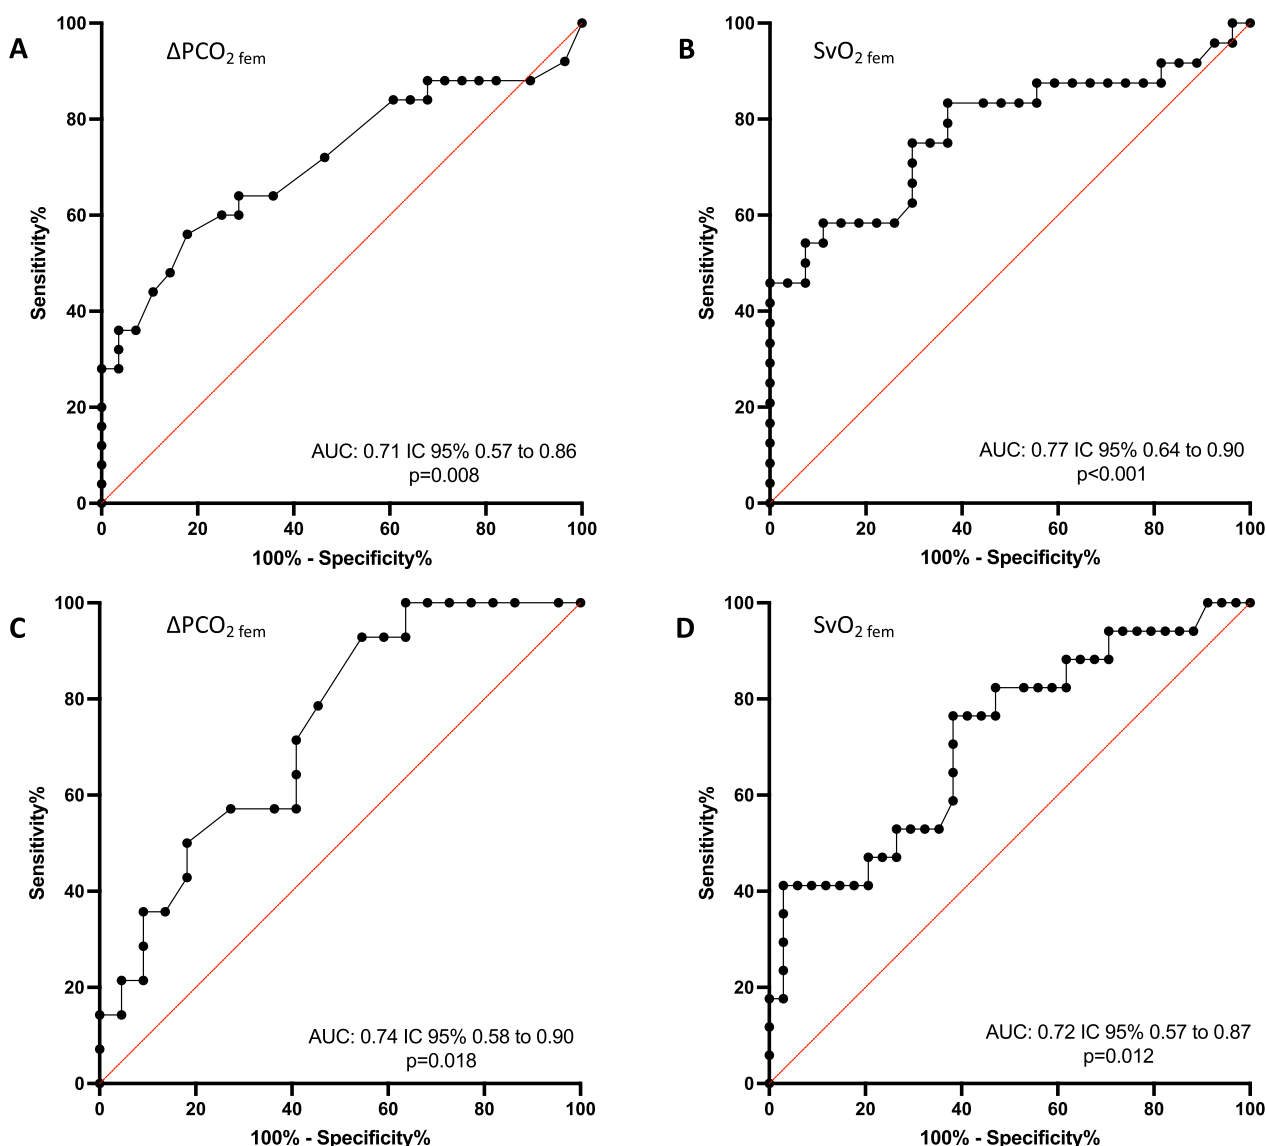 A
ΔPCO2 fem
100
80
60
40
20
0
Sensitivity%
AUC: 0.71 IC 95% 0.57 to 0.86
p=0.008
0 20 40 60 80 100
100% - Specificity%
B
SvO2 fem
100
80
60
40
20
0
Sensitivity%
AUC: 0.77 IC 95% 0.64 to 0.90
p<0.001
0 20 40 60 80 100
100% - Specificity%
C
ΔPCO2 fem
100
80
60
40
20
0
Sensitivity%
AUC: 0.74 IC 95% 0.58 to 0.90
p=0.018
0 20 40 60 80 100
100% - Specificity%
D
SvO2 fem
100
80
60
40
20
0
Sensitivity%
AUC: 0.72 IC 95% 0.57 to 0.87
p=0.012
0 20 40 60 80 100
100% - Specificity%